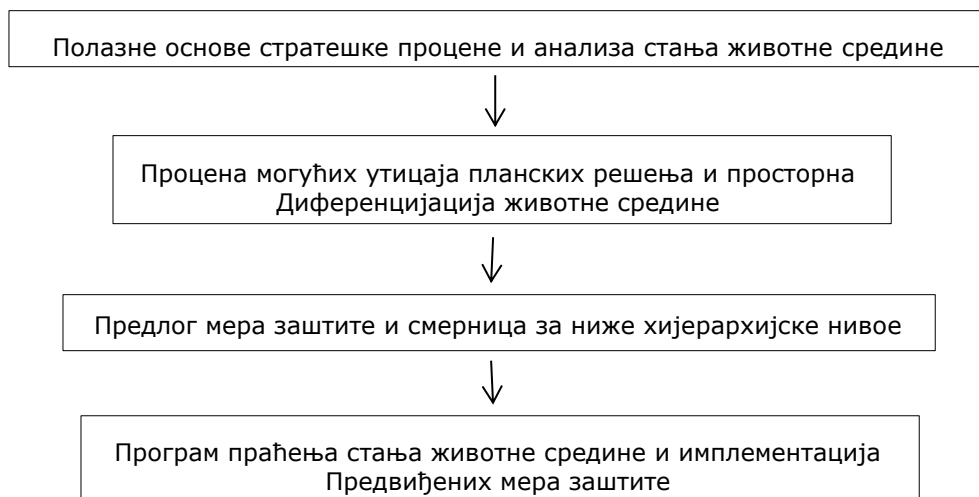 Полазне основе стратешке процене и анализа стања животне средине
Процена могућих утицаја планских решења и просторна
Диференцијација животне средине
Предлог мера заштите и смерница за ниже хијерархијске нивое
Програм праћења стања животне средине и имплементација
Предвиђених мера заштите